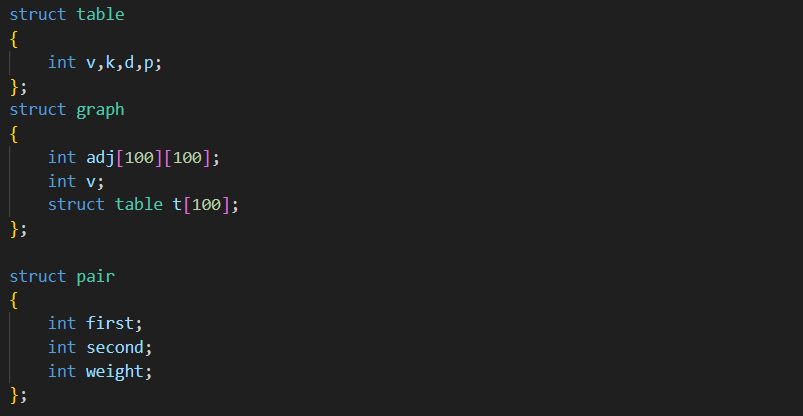 struct table
{
    int v,k,d,p;
};
struct graph
{
    int adj[100][100];
    int v;
    struct table t[100];
};

struct pair
{
    int first;
    int second;
    int weight;
};